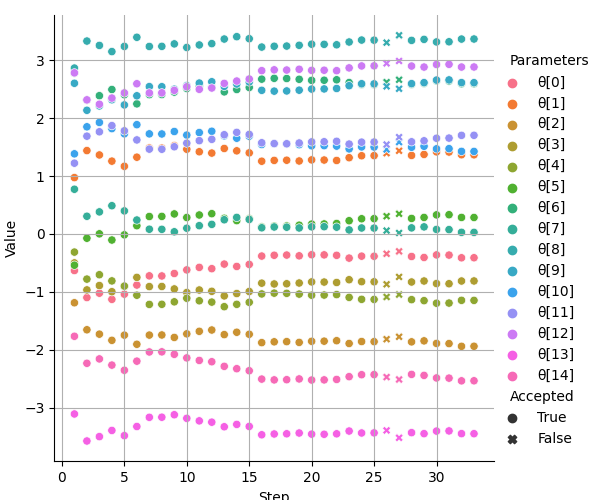 Value
3
2
1
0
−1
−2
−3
0
5
10
15
20
25
30
Step
Parameters
θ[0]
θ[1]
θ[2]
θ[3]
θ[4]
θ[5]
θ[6]
θ[7]
θ[8]
θ[9]
θ[10]
θ[11]
θ[12]
θ[13]
θ[14]
Accepted
True
False